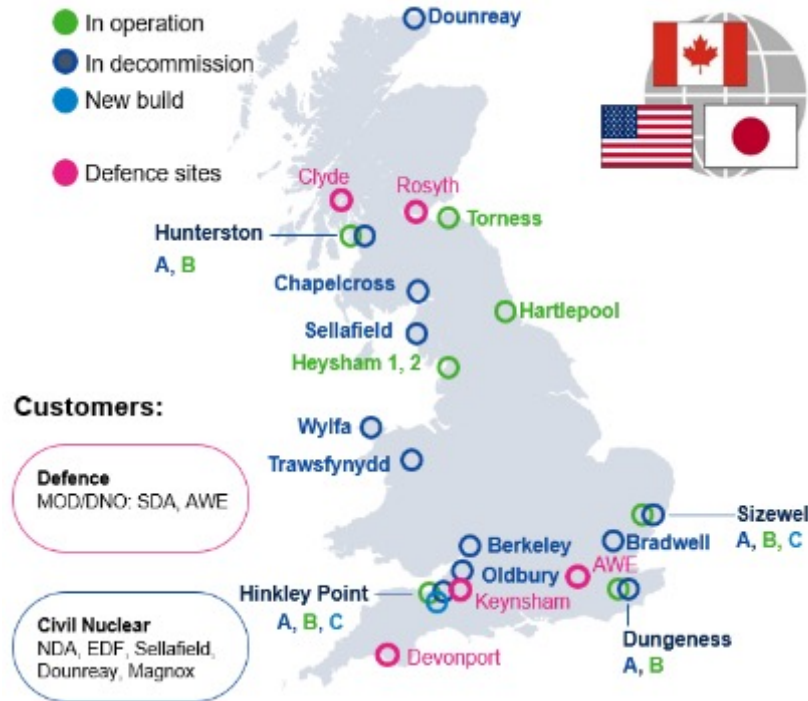 In operation
In decommission
New build
Defence sites
Dounreay
Clyde
Rosyth
Torness
Hunterston
A, B
Chapelcross
Hartlepool
Sellafield
Heysham 1, 2
Customers:
Wylfa
Trawsfynydd
Defence
MOD/DNO: SDA, AWE
Sizewel
A, B, C
Berkeley
Bradwell
AWE
Oldbury
Hinkley Point
A, B, C
Keynsham
Dungeness
A, B
Civil Nuclear
NDA, EDF, Sellafield,
Dounreay, Magnox
Devonport